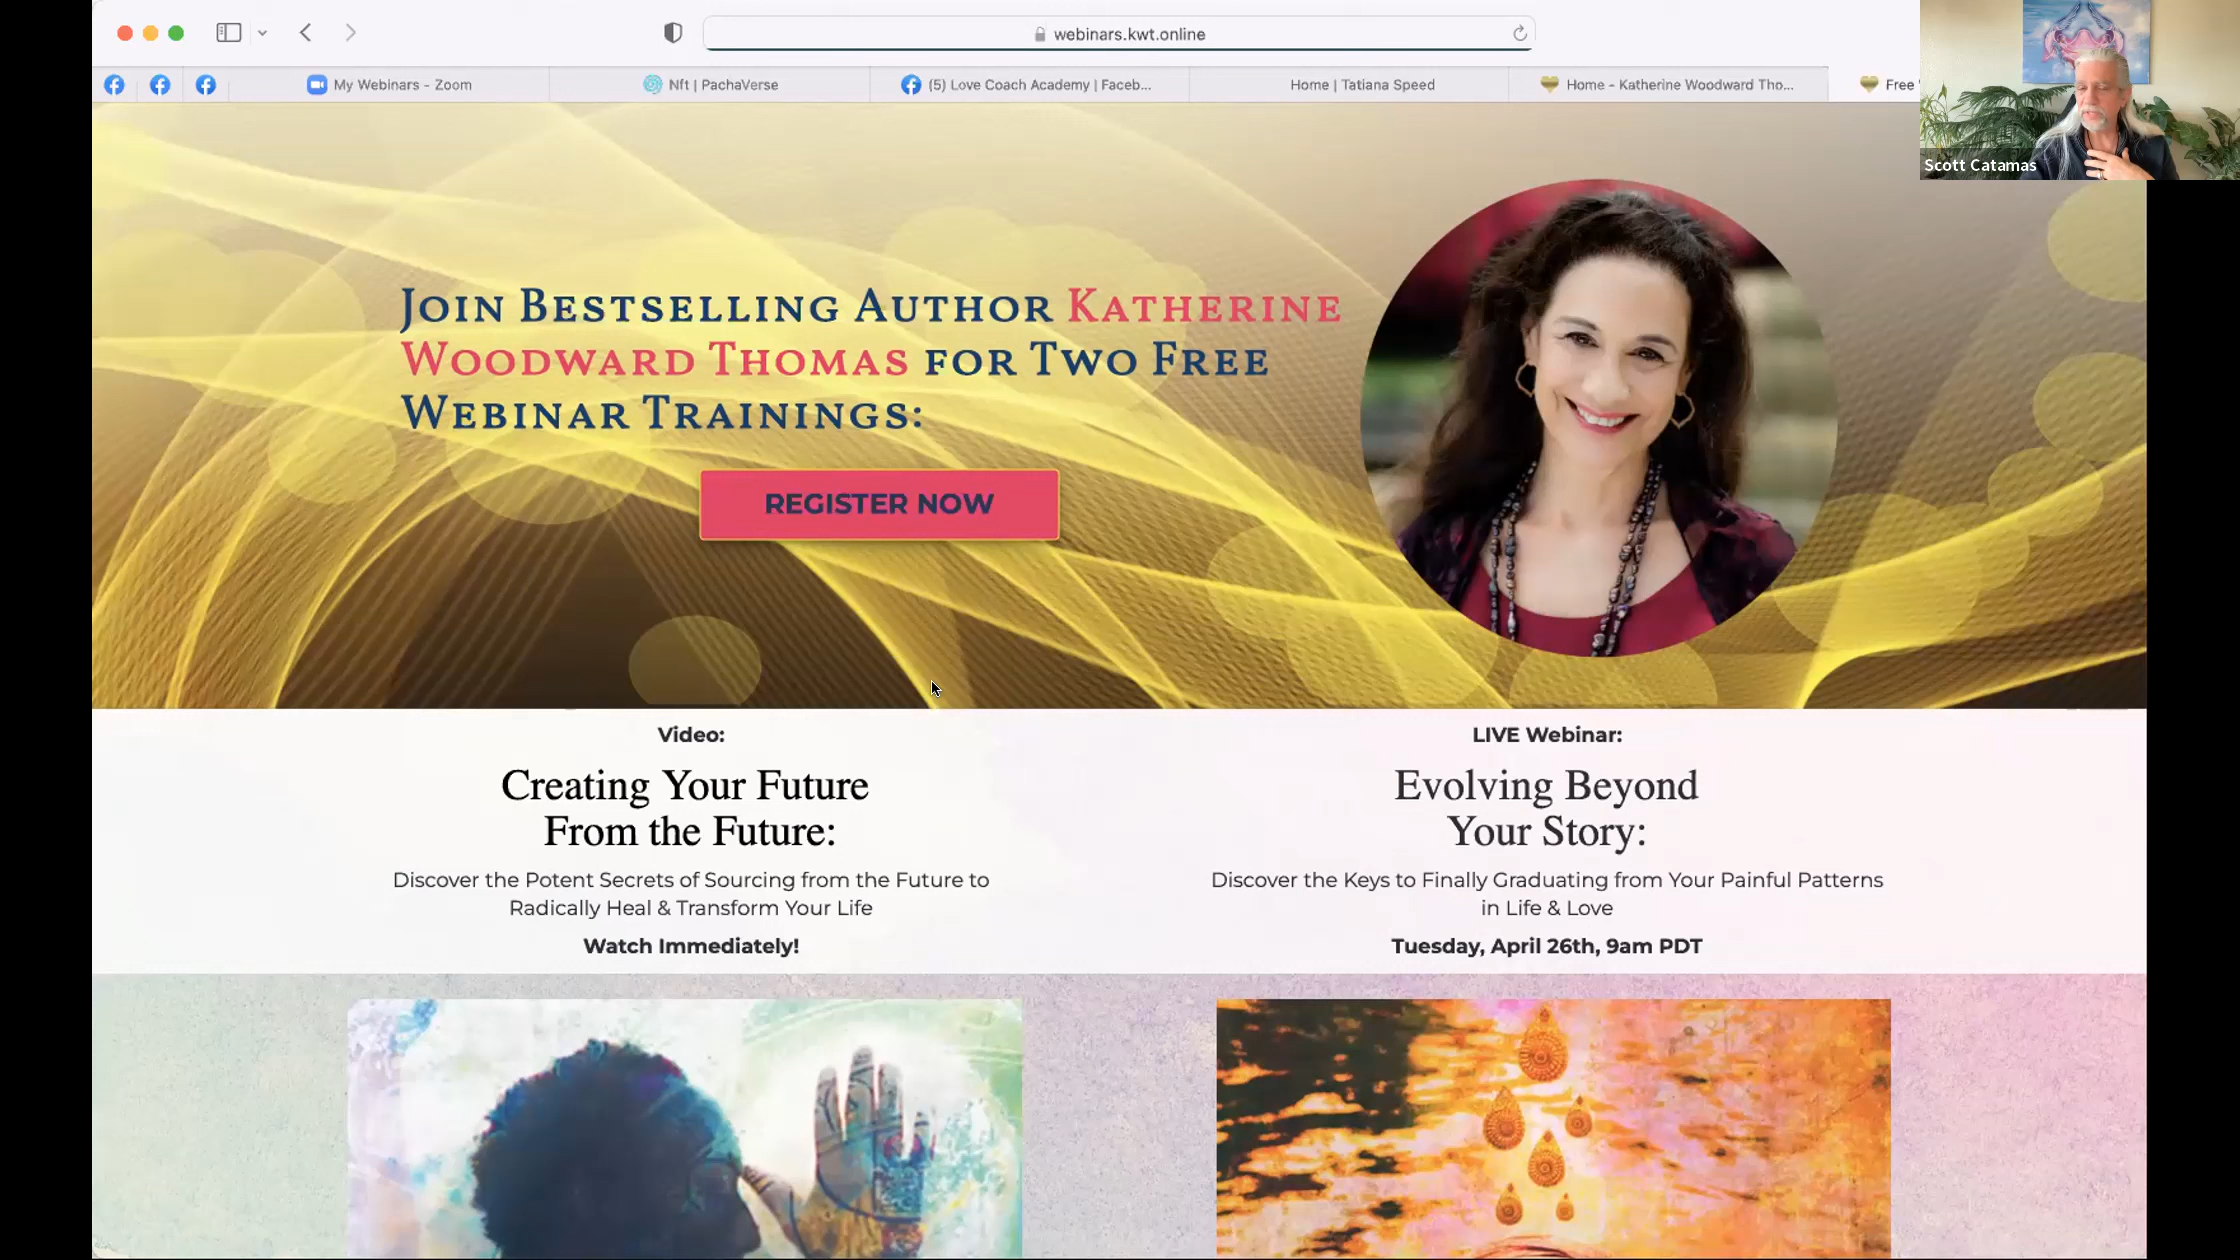 webinars.kwt.online
My Webinars - Zoom
Nft | PachaVerse
(5) Love Coach Academy | Faceb...
Home | Tatiana Speed
Home - Katherine Woodward Tho...
Free
Scott Catamas
Join Bestselling Author Katherine
Woodward Thomas for Two Free
Webinar Trainings:
REGISTER NOW
Video:
Creating Your Future
From the Future:
Discover the Potent Secrets of Sourcing from the Future to
Radically Heal & Transform Your Life
Watch Immediately!
LIVE Webinar:
Evolving Beyond
Your Story:
Discover the Keys to Finally Graduating from Your Painful Patterns
in Life & Love
Tuesday, April 26th, 9am PDT